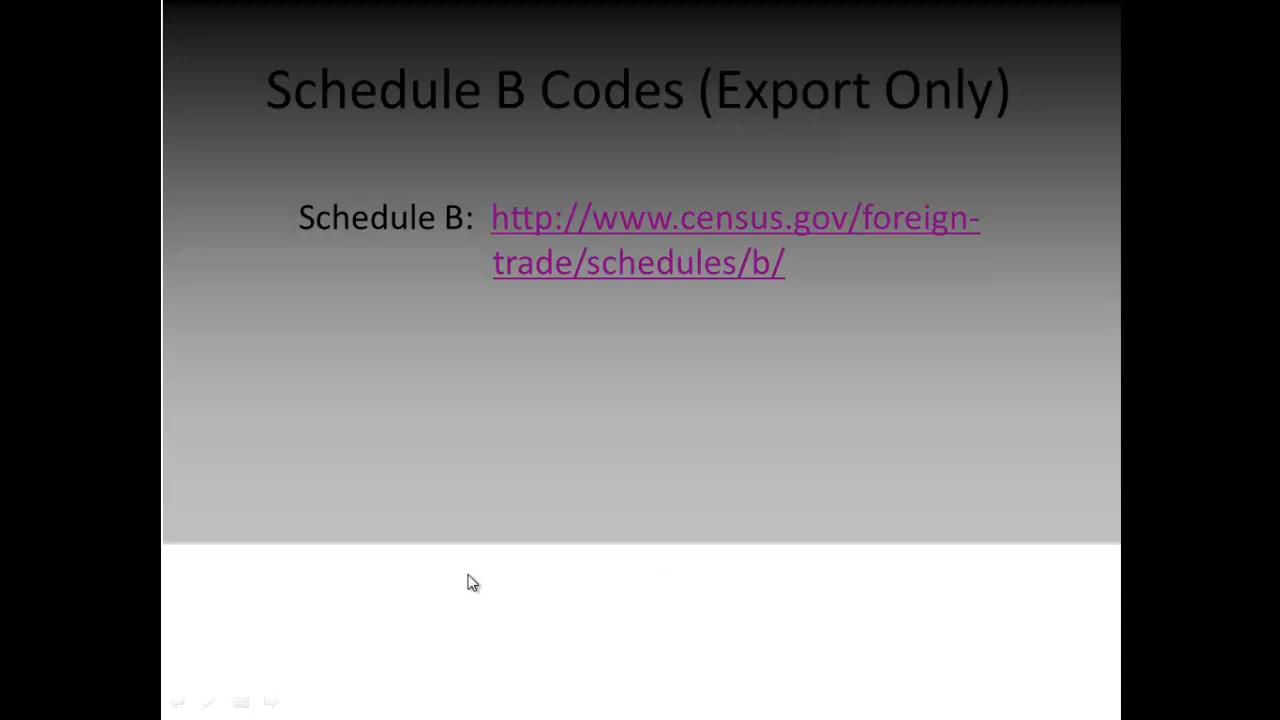 Schedule B Codes (Export Only)
Schedule B: http://www.census.gov/foreign-
trade/schedules/b/